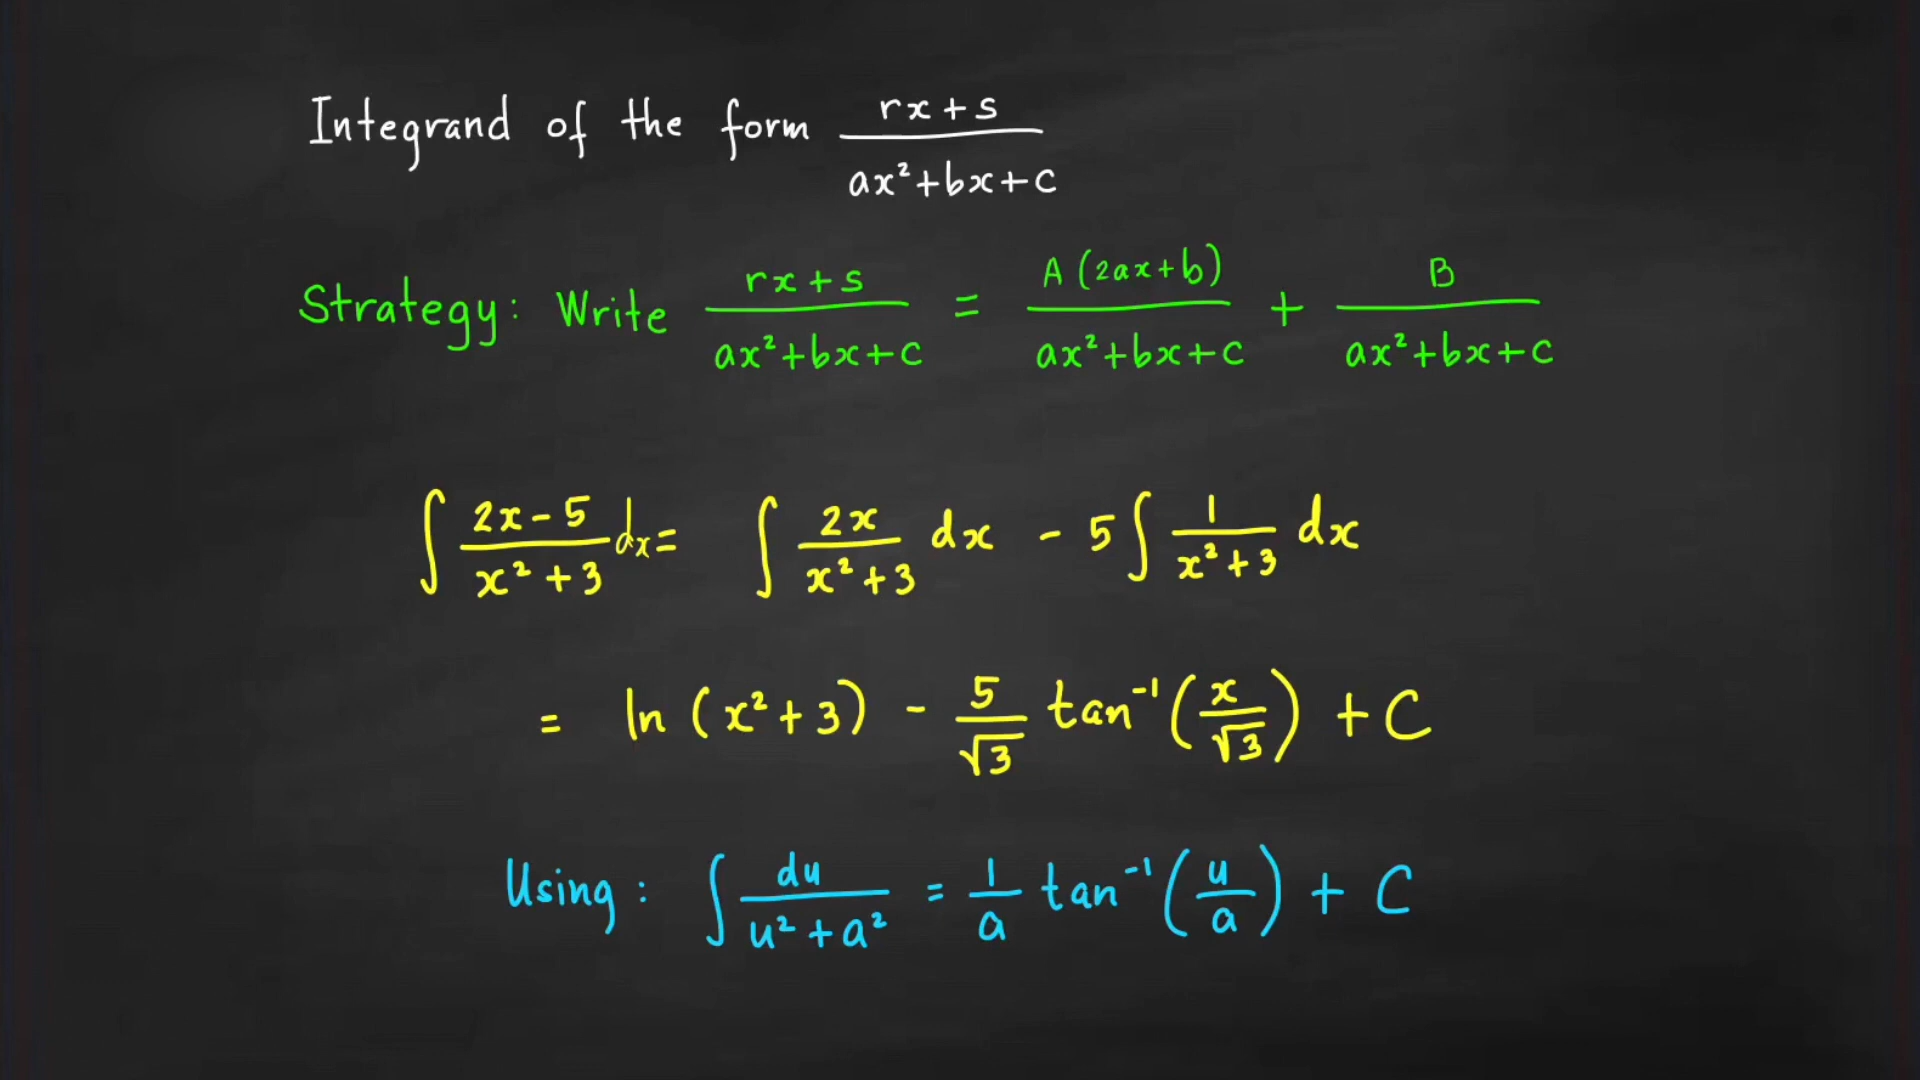 Integrand of the form (rx+s)/(ax²+bx+c)
Strategy: Write (rx+s)/(ax²+bx+c) = A(2ax+b)/(ax²+bx+c) + B/(ax²+bx+c)
∫ (2x-5)/(x²+3) dx = ∫ 2x/(x²+3) dx - 5∫ 1/(x²+3) dx
= ln (x²+3) - 5/√3 tan⁻¹(x/√3) + C
Using: ∫ du/(u²+a²) = 1/a tan⁻¹(u/a) + C